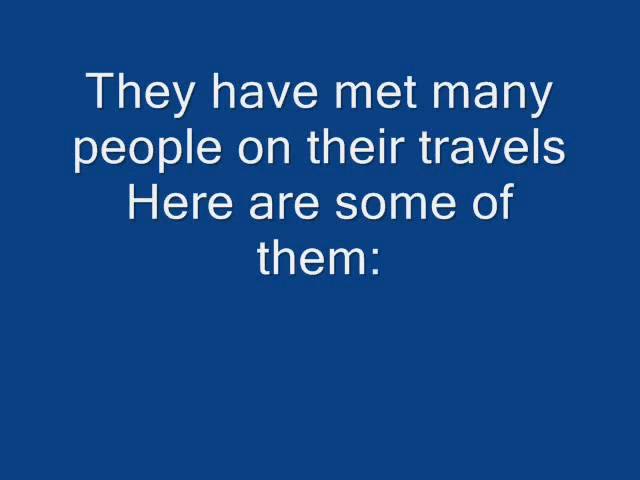 They have met many
people on their travels
Here are some of
them: